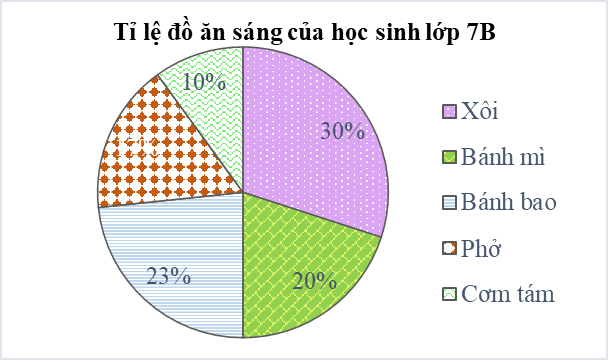 Tỉ lệ đồ ăn sáng của học sinh lớp 7B
10%
30%
23%
20%
Xôi
Bánh mì
Bánh bao
Phở
Cơm tám